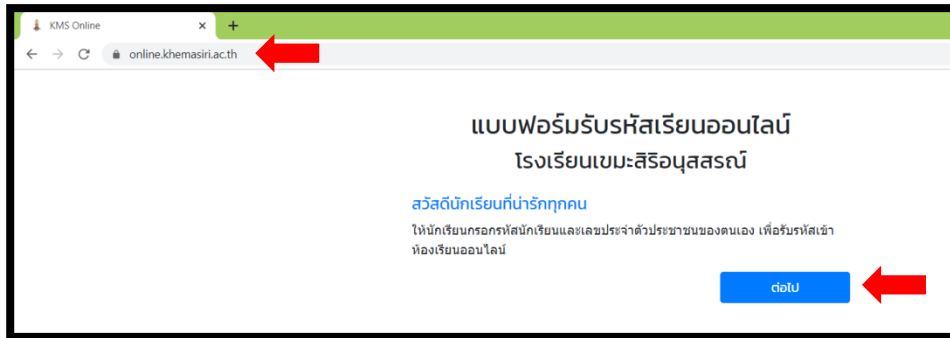 KMS Online
online.khemasiri.ac.th
แบบฟอร์มรับรหัสเรียนออนไลน์
โรงเรียนเขมะสิริอนุสสรณ์
สวัสดีนักเรียนที่น่ารักทุกคน
ให้นักเรียนกรอกรหัสนักเรียนและเลขประจำตัวประชาชนของตนเอง เพื่อรับรหัสเข้า
ห้องเรียนออนไลน์
ต่อไป